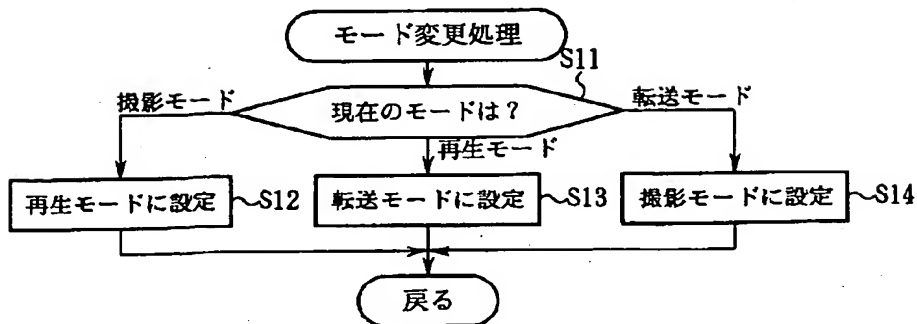 モード変更処理
S11
撮影モード
現在のモードは？
転送モード
再生モード
再生モードに設定
S12
転送モードに設定
S13
撮影モードに設定
S14
戻る